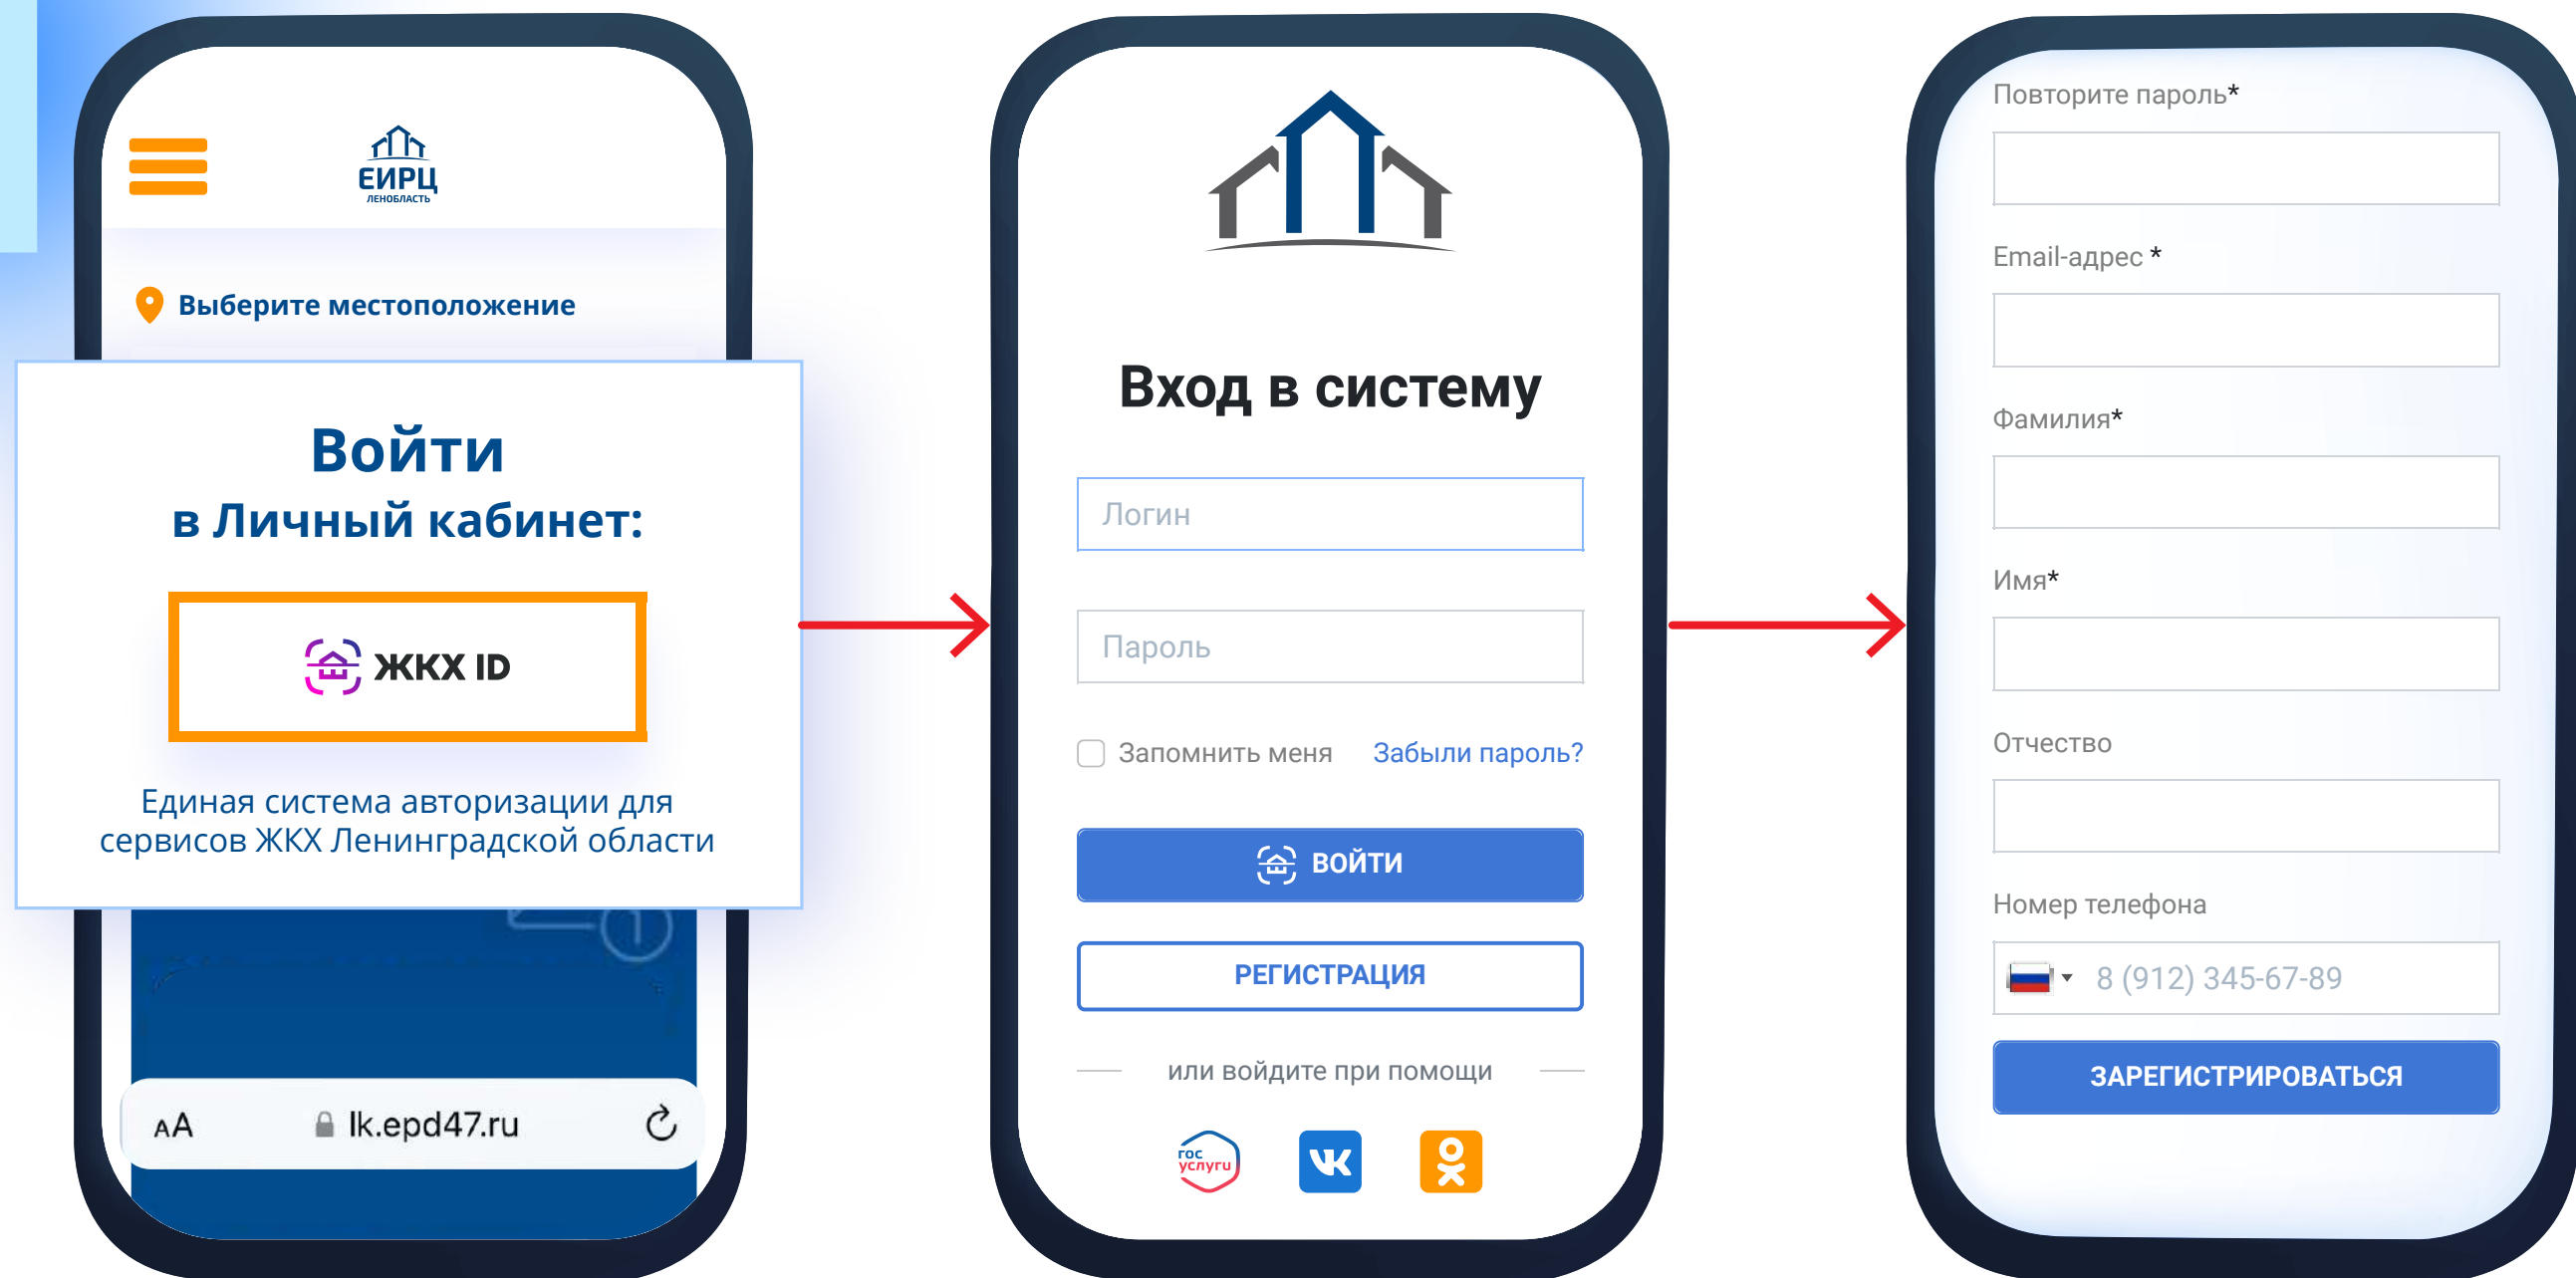 ЕИРЦ
ЛЕНОБЛАСТЬ
Выберите местоположение
Войти
в Личный кабинет:
ЖКХ ID
Единая система авторизации для
сервисов ЖКХ Ленинградской области
AA lk.epd47.ru
Вход в систему
Логин
Пароль
Запомнить меня Забыли пароль?
ВОЙТИ
РЕГИСТРАЦИЯ
или войдите при помощи
гос
услуги
Повторите пароль*
Email-адрес *
Фамилия*
Имя*
Отчество
Номер телефона
8 (912) 345-67-89
ЗАРЕГИСТРИРОВАТЬСЯ